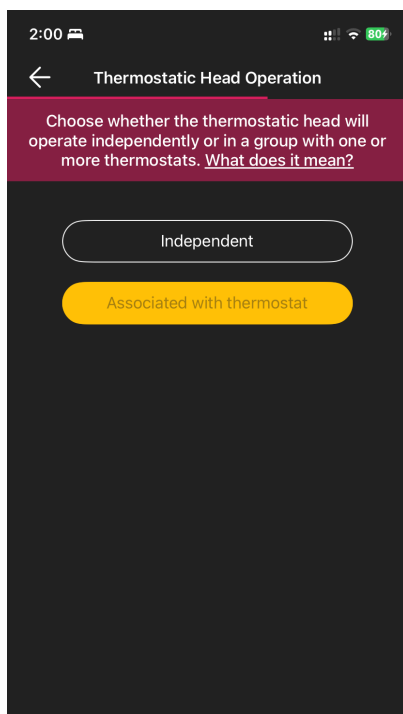 2:00
80
Thermostatic Head Operation
Choose whether the thermostatic head will
operate independently or in a group with one or
more thermostats. What does it mean?
Independent
Associated with thermostat